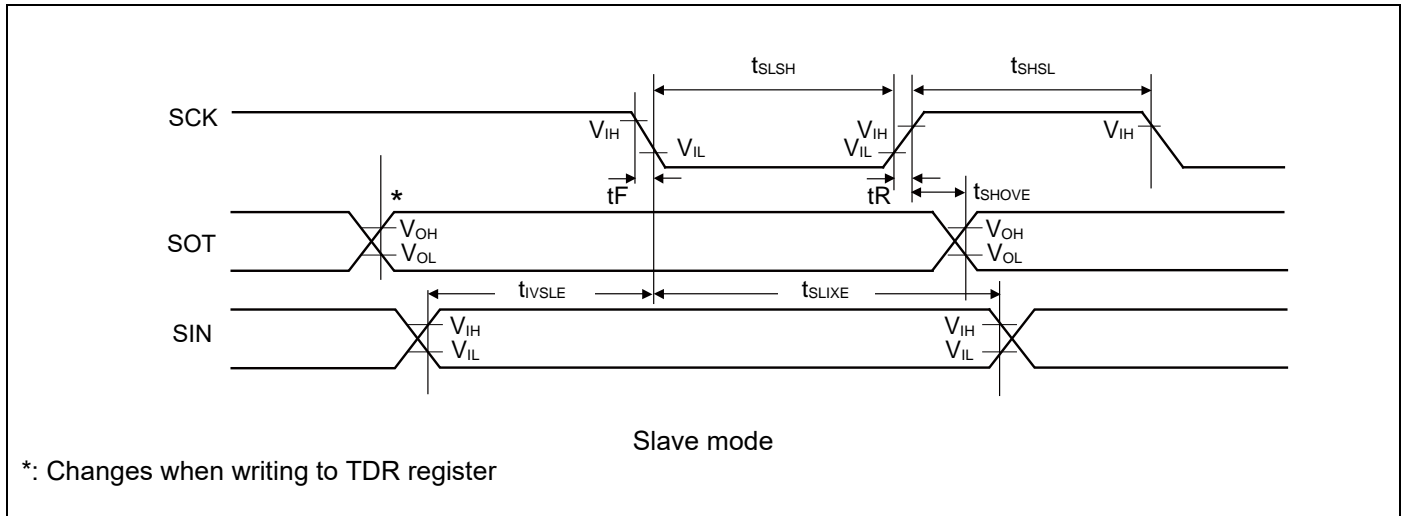 tSLSH
tSHSL
SCK
VIH
VIL
VIL
VIH
VIH
tF
tR
tSHOVE
*
SOT
VOH
VOL
VOH
VOL
tIVSLE
tSLIXE
SIN
VIH
VIL
VIH
VIL
Slave mode
*: Changes when writing to TDR register